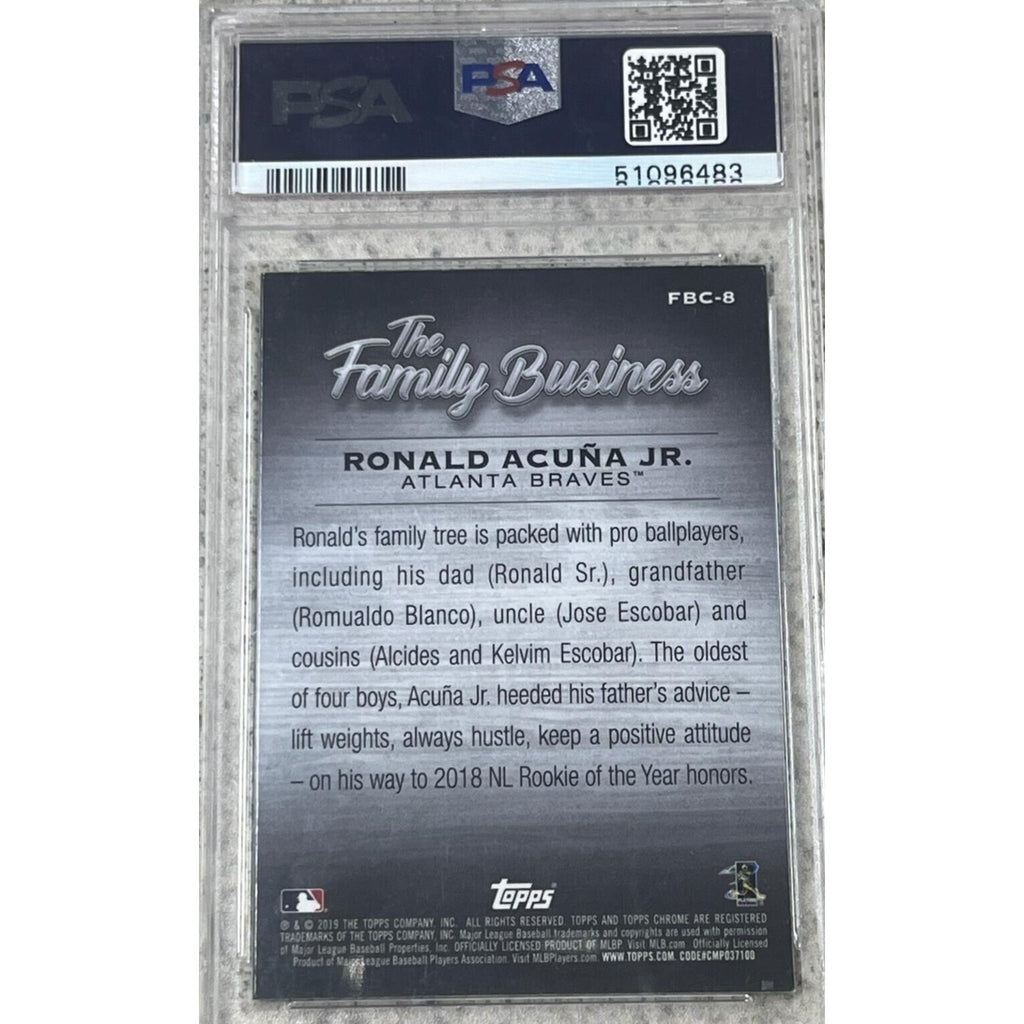 PSA
PSA
51096483
FBC-8
The
Family Business
RONALD ACUÑA JR.
ATLANTA BRAVES™
Ronald's family tree is packed with pro ballplayers,
including his dad (Ronald Sr.), grandfather
(Romualdo Blanco), uncle (Jose Escobar) and
cousins (Alcides and Kelvim Escobar). The oldest
of four boys, Acuña Jr. heeded his father's advice –
lift weights, always hustle, keep a positive attitude
– on his way to 2018 NL Rookie of the Year honors.
topps
® & © 2019 THE TOPPS COMPANY, INC. ALL RIGHTS RESERVED. TOPPS AND TOPPS CHROME ARE REGISTERED
TRADEMARKS OF THE TOPPS COMPANY, INC. Major League Baseball trademarks and copyrights are used with permission
of Major League Baseball Properties, Inc. OFFICIALLY LICENSED PRODUCT OF MLBP Visit MLB.com Officially Licensed
Product of Major League Baseball Players Association. Visit MLBPlayers.com. WWW.TOPPS.COM. CODE#CMP037100